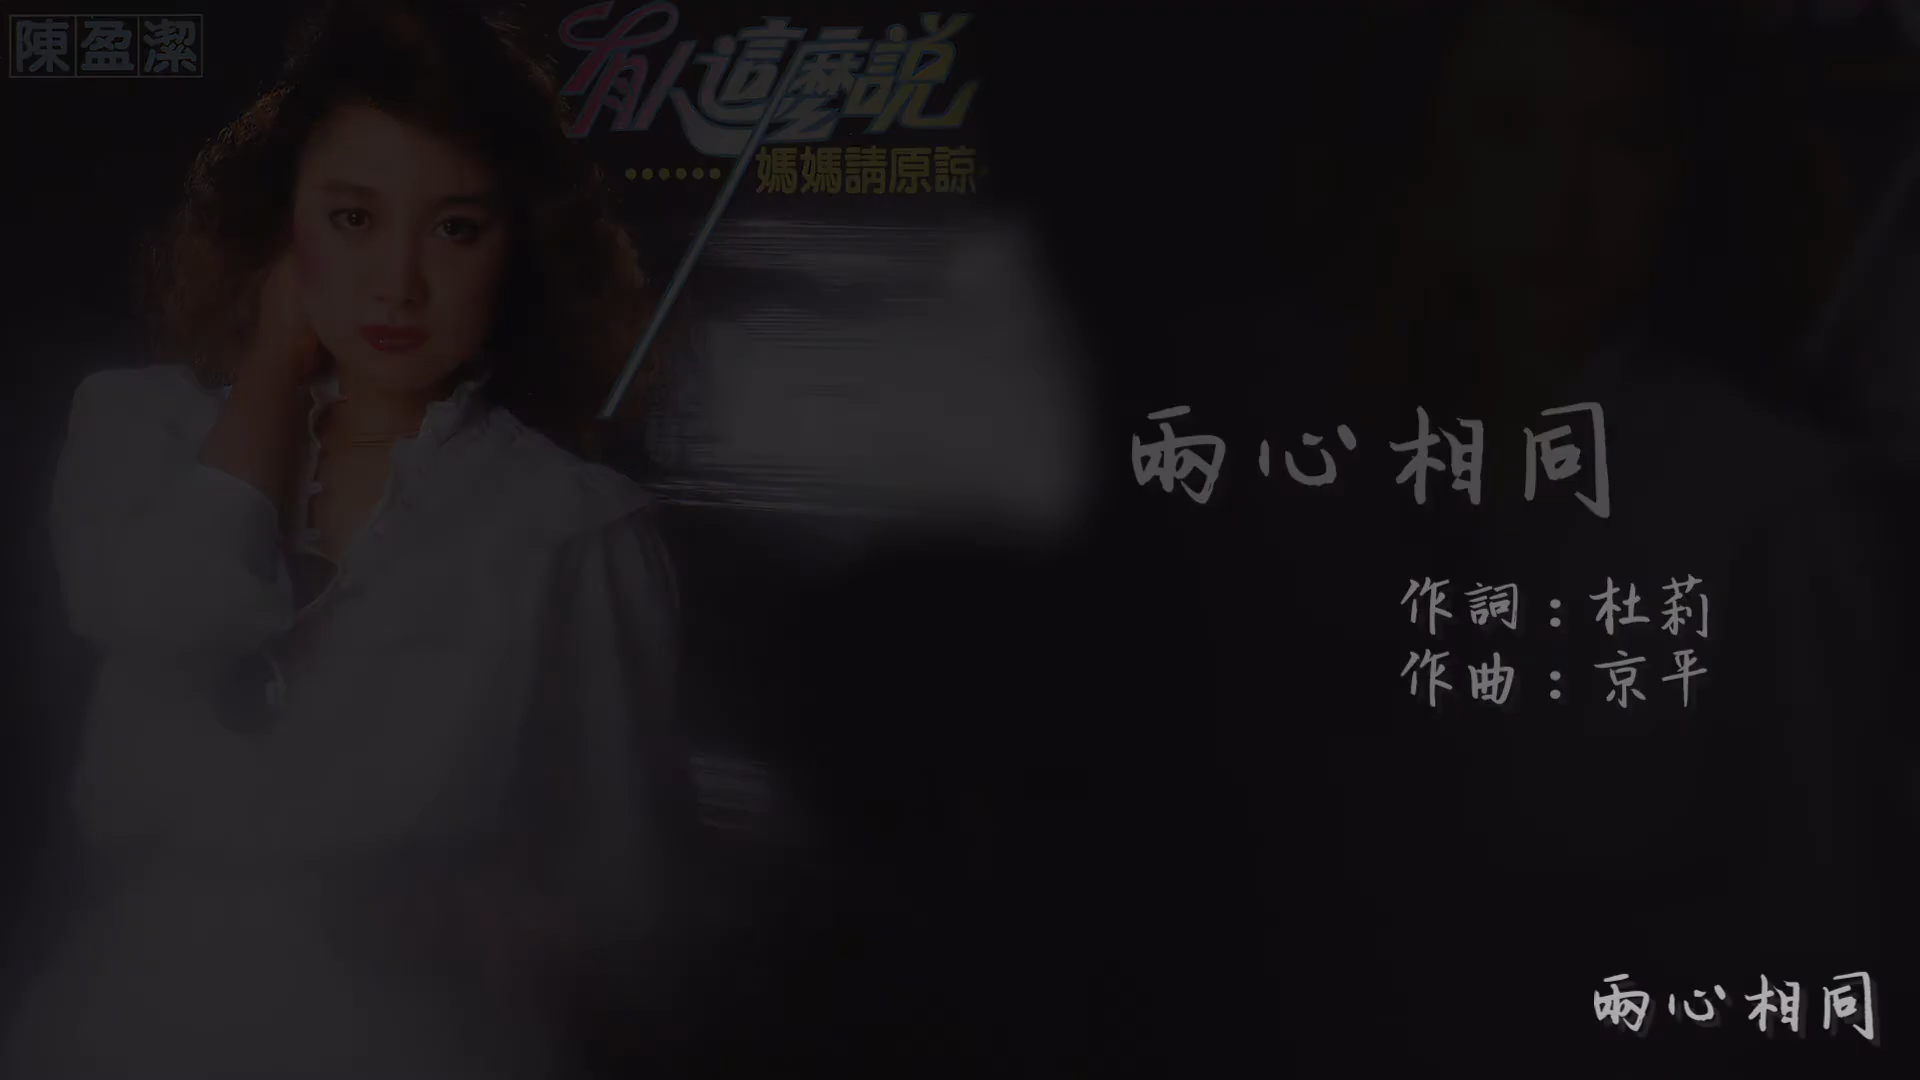 陳盈潔
有人這麼說
……媽媽請原諒
兩心相同
作詞：杜莉
作曲：京平
兩心相同